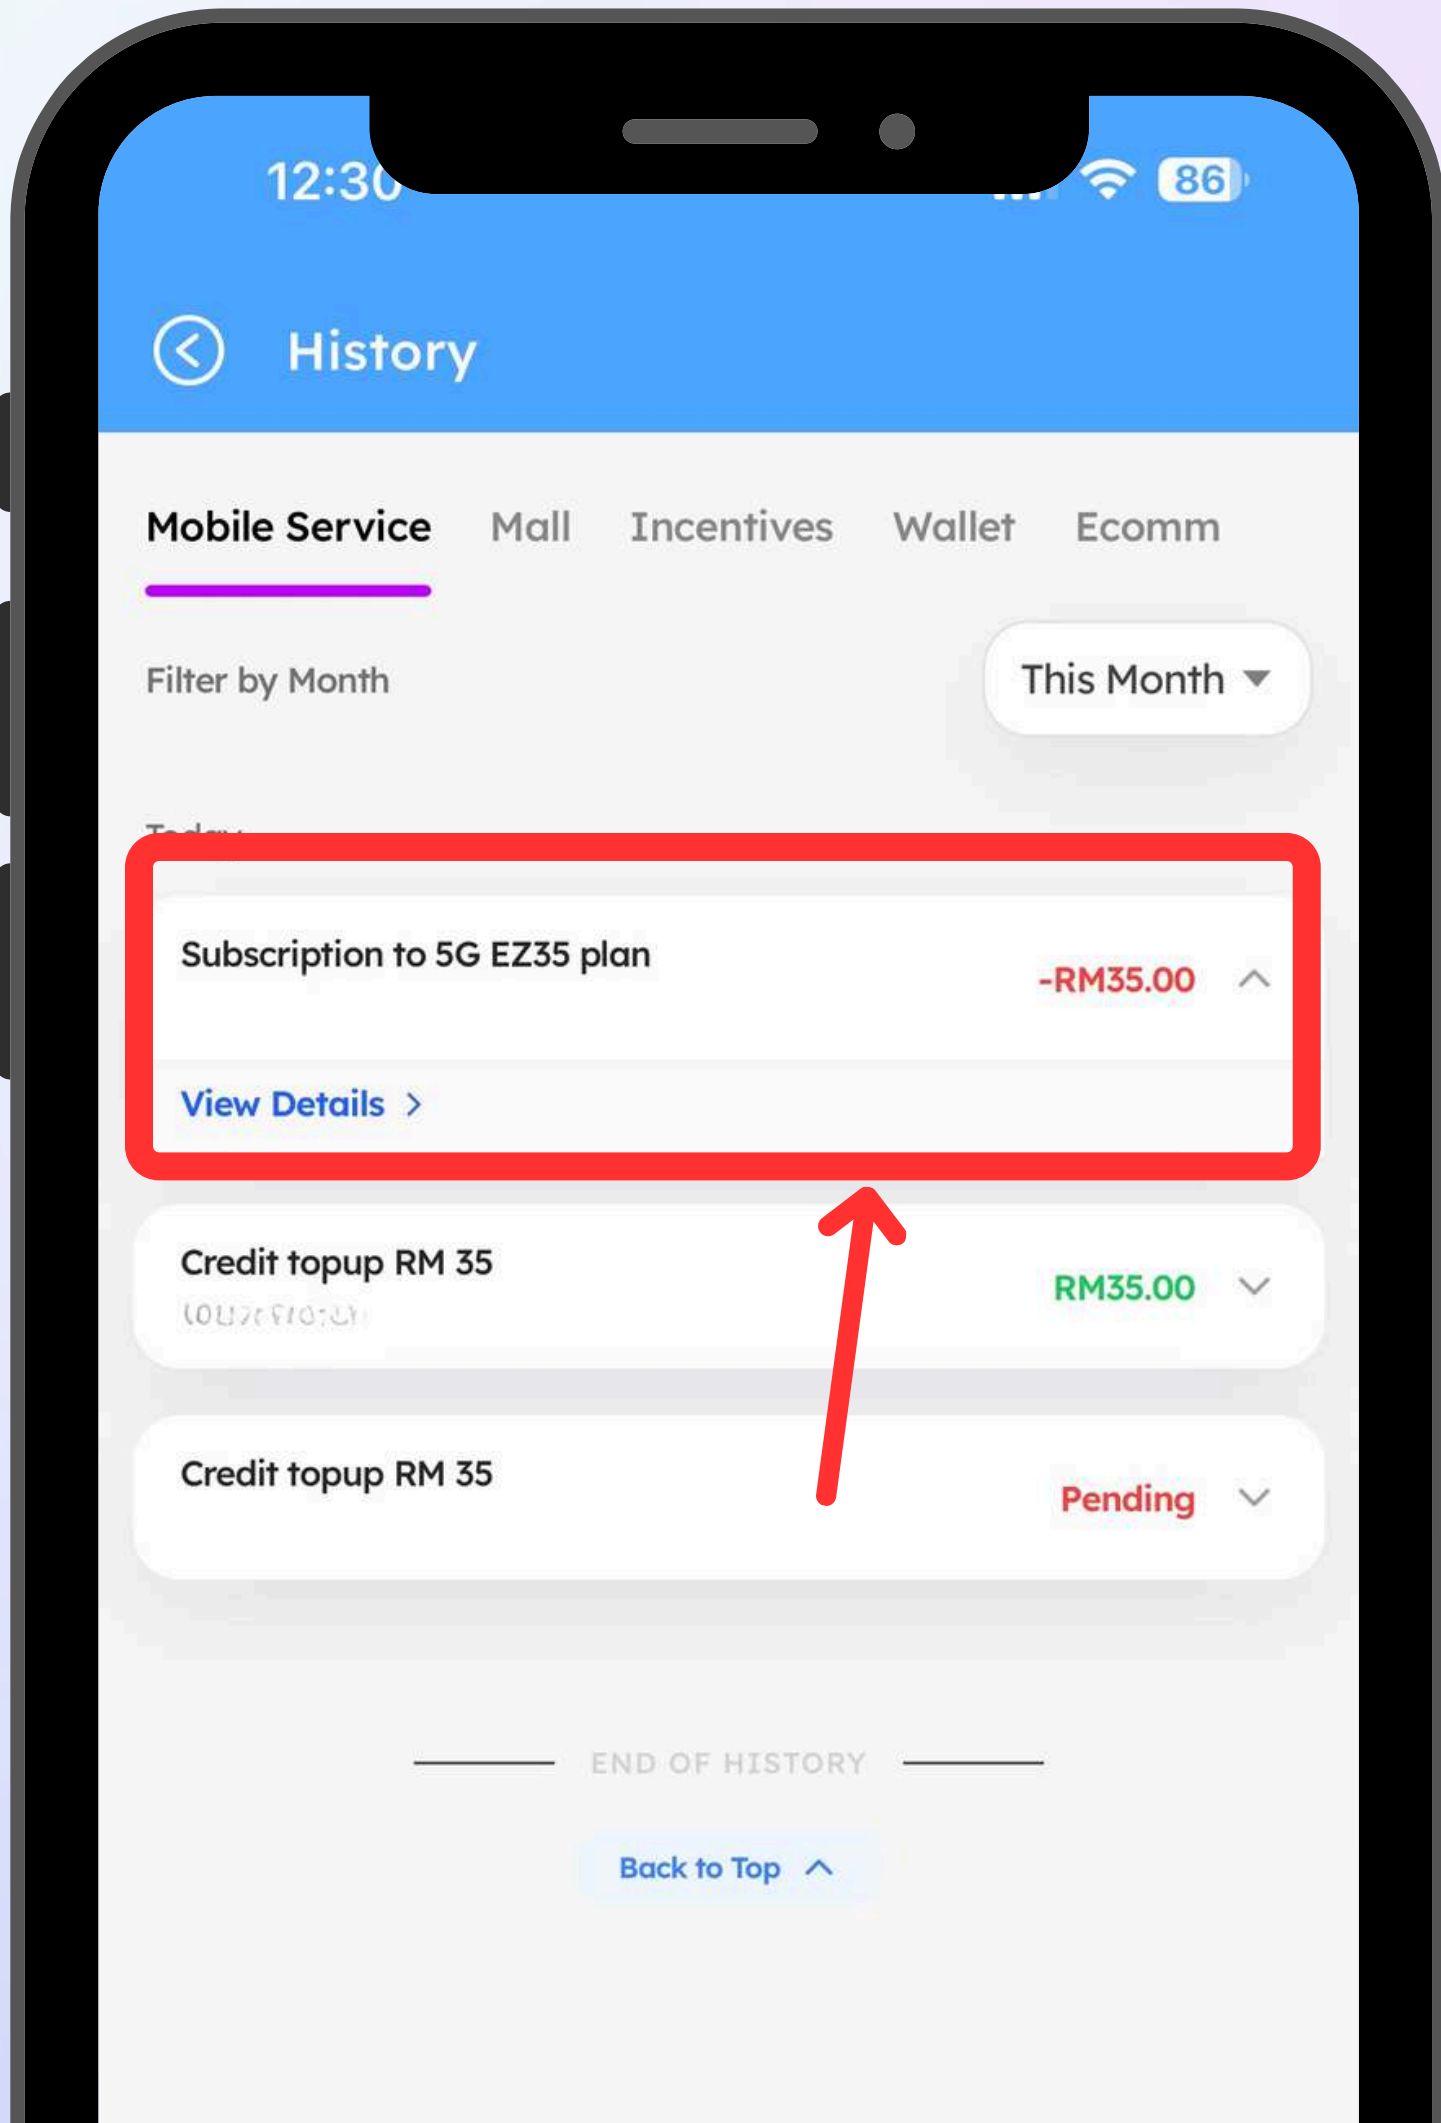 12:30
86
History
Mobile Service Mall Incentives Wallet Ecomm
Filter by Month This Month
Today
Subscription to 5G EZ35 plan
-RM35.00
View Details >
Credit topup RM 35
RM35.00
Credit topup RM 35
Pending
END OF HISTORY
Back to Top